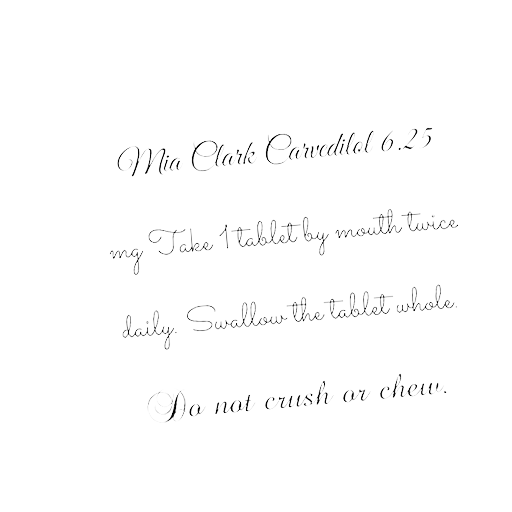 Mia Clark Carvedilol 6.25
mg Take 1 tablet by mouth twice
daily. Swallow the tablet whole.
Do not crush or chew.